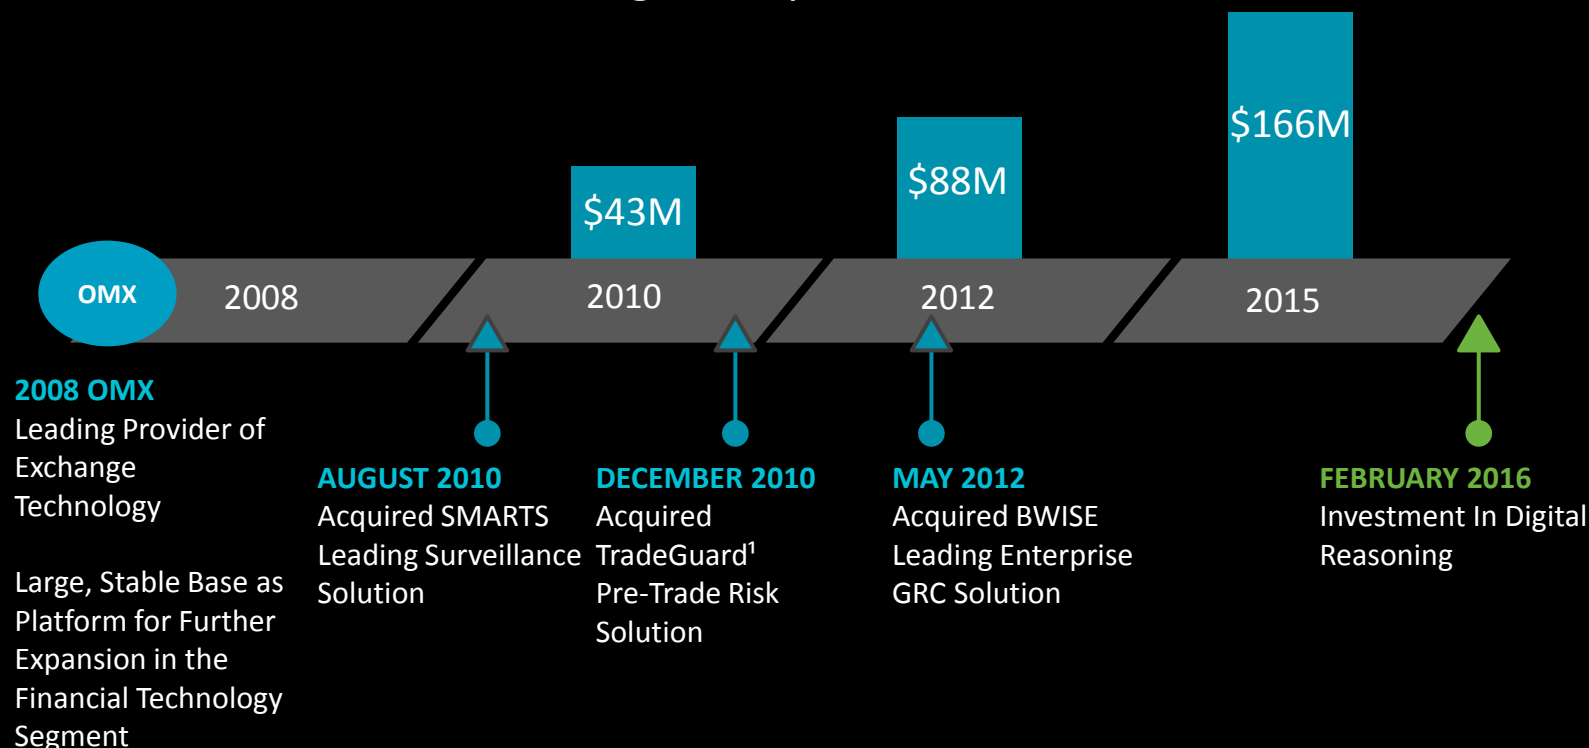 $166M
$88M
$43M
OMX
2008
2010
2012
2015
2008 OMX
Leading Provider of
Exchange
Technology
Large, Stable Base as
Platform for Further
Expansion in the
Financial Technology
Segment
AUGUST 2010
Acquired SMARTS
Leading Surveillance
Solution
DECEMBER 2010
Acquired
TradeGuard¹
Pre-Trade Risk
Solution
MAY 2012
Acquired BWISE
Leading Enterprise
GRC Solution
FEBRUARY 2016
Investment In Digital
Reasoning